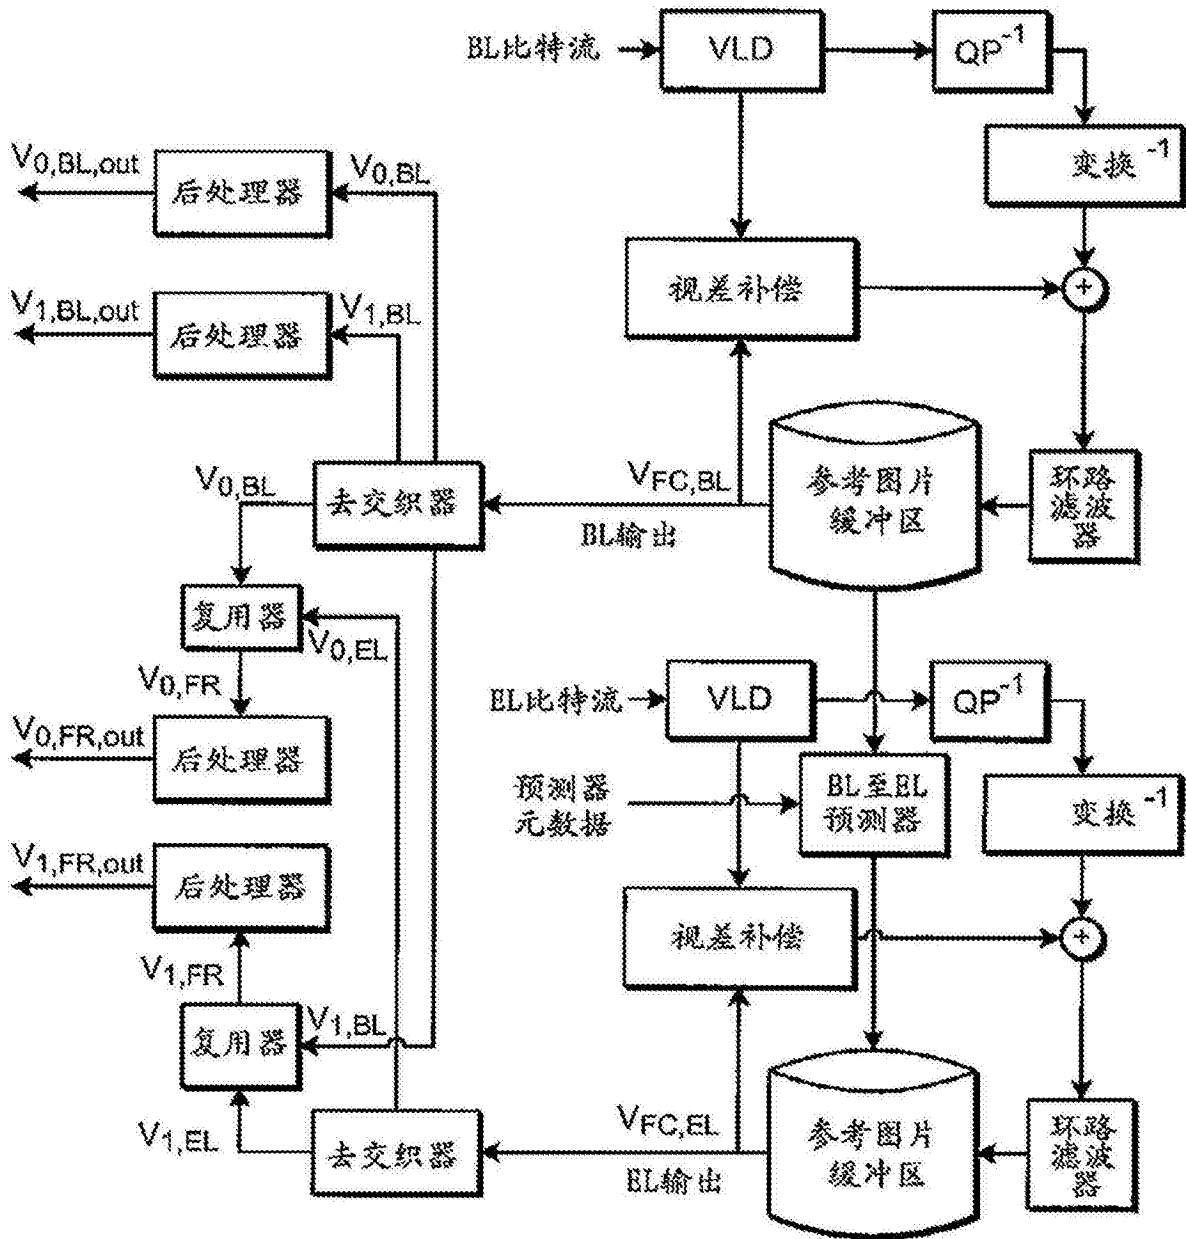 BL比特流
VLD
QP⁻¹
变换⁻¹
V0,BL,out
后处理器
V0,BL
V1,BL,out
后处理器
V1,BL
视差补偿
+
V0,BL
去交织器
VFC,BL
BL输出
参考图片
缓冲区
环路
滤波
器
复用器
V0,EL
V0,FR
EL比特流
VLD
QP⁻¹
V0,FR,out
后处理器
预测器
元数据
BL至EL
预测器
变换⁻¹
V1,FR,out
后处理器
视差补偿
+
V1,FR
复用器
V1,BL
V1,EL
去交织器
VFC,EL
EL输出
参考图片
缓冲区
环路
滤波
器